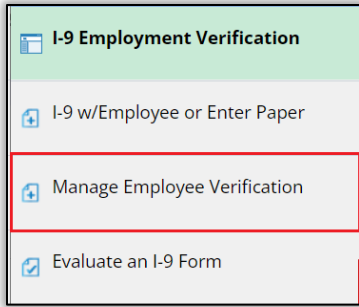 I-9 Employment Verification
I-9 w/Employee or Enter Paper
Manage Employee Verification
Evaluate an I-9 Form